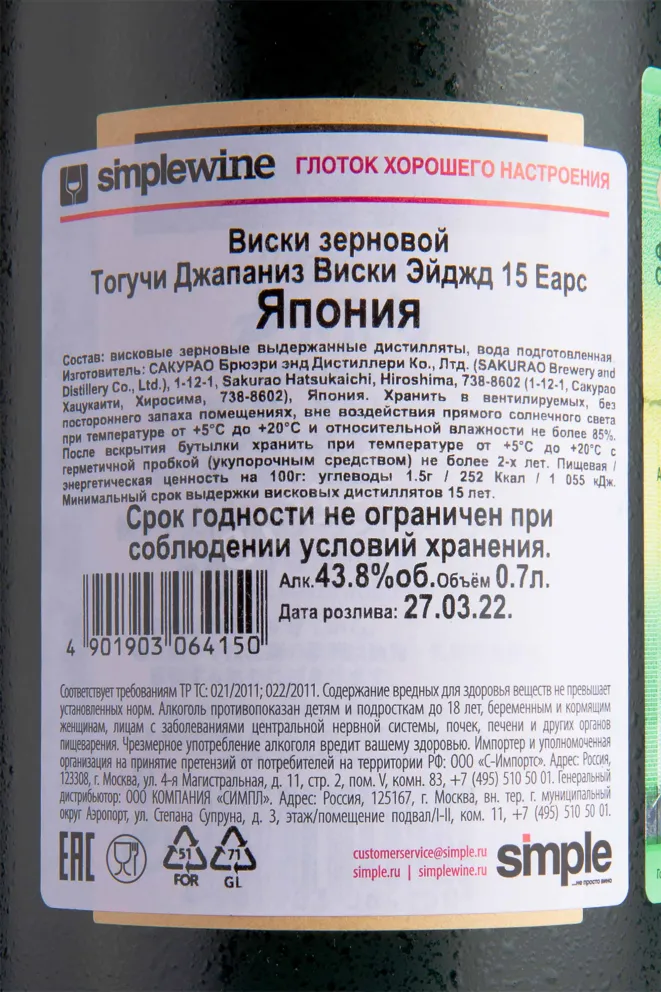 simplewine ГЛОТОК ХОРОШЕГО НАСТРОЕНИЯ
Виски зерновой
Тогучи Джапаниз Виски Эйджд 15 Еарс
Япония
Состав: висковые зерновые выдержанные дистилляты, вода подготовленная
Изготовитель: САКУРАО Брюэри энд Дистиллери Ко., Лтд. (SAKURAO Brewery and
Distillery Co., Ltd.), 1-12-1, Sakurao Hatsukaichi, Hiroshima, 738-8602 (1-12-1, Сакурао
Хацукаити, Хиросима, 738-8602), Япония. Хранить в вентилируемых, без
постороннего запаха помещениях, вне воздействия прямого солнечного света
при температуре от +5°C до +20°C и относительной влажности не более 85%.
После вскрытия бутылки хранить при температуре от +5°C до +20°C с
герметичной пробкой (укупорочным средством) не более 2-х лет. Пищевая /
энергетическая ценность на 100г: углеводы 1.5г / 252 Ккал / 1 055 кДж.
Минимальный срок выдержки висковых дистиллятов 15 лет.
Срок годности не ограничен при
соблюдении условий хранения.
Алк.43.8%об.Объём 0.7л.
Дата розлива: 27.03.22.
4 901903 064150
Соответствует требованиям ТР ТС: 021/2011; 022/2011. Содержание вредных для здоровья веществ не превышает
установленных норм. Алкоголь противопоказан детям и подросткам до 18 лет, беременным и кормящим
женщинам, лицам с заболеваниями центральной нервной системы, почек, печени и других органов
пищеварения. Чрезмерное употребление алкоголя вредит вашему здоровью. Импортер и уполномоченная
организация на принятие претензий от потребителей на территории РФ: ООО «С-Импортс». Адрес: Россия,
123308, г. Москва, ул. 4-я Магистральная, д. 11, стр. 2, пом. V, комн. 83, +7 (495) 510 50 01. Генеральный
дистрибьютор: ООО КОМПАНИЯ «СИМПЛ». Адрес: Россия, 125167, г. Москва, вн. тер. г. муниципальный
округ Аэропорт, ул. Степана Супруна, д. 3, этаж/помещение подвал/I-II, ком. 11, +7 (495) 510 50 01.
EAC
51
FOR
71
GL
customerservice@simple.ru
simple.ru | simplewine.ru
simple
...не просто вино